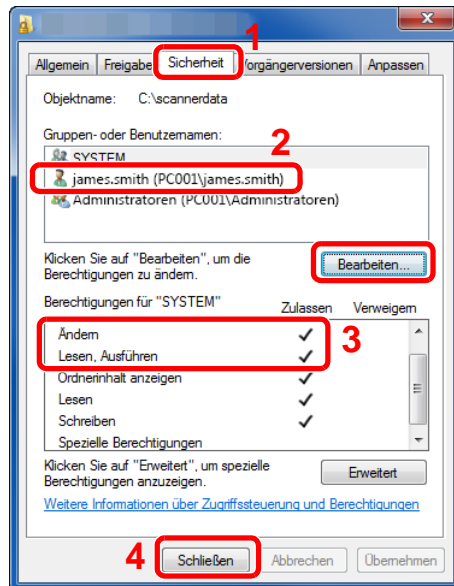 1
Allgemein Freigabe Sicherheit Vorgängerversionen Anpassen
Objektname: C:\scannerdata
Gruppen- oder Benutzernamen:
2
SYSTEM
james.smith (PC001\james.smith)
Administratoren (PC001\Administratoren)
Klicken Sie auf "Bearbeiten", um die
Berechtigungen zu ändern.
Bearbeiten...
Berechtigungen für "SYSTEM" Zulassen Verweigern
Ändern
3
Lesen, Ausführen
Ordnerinhalt anzeigen
Lesen
Schreiben
Spezielle Berechtigungen
Klicken Sie auf "Erweitert", um spezielle
Berechtigungen anzuzeigen.
Erweitert
Weitere Informationen über Zugriffssteuerung und Berechtigungen
4 Schließen Abbrechen Übernehmen